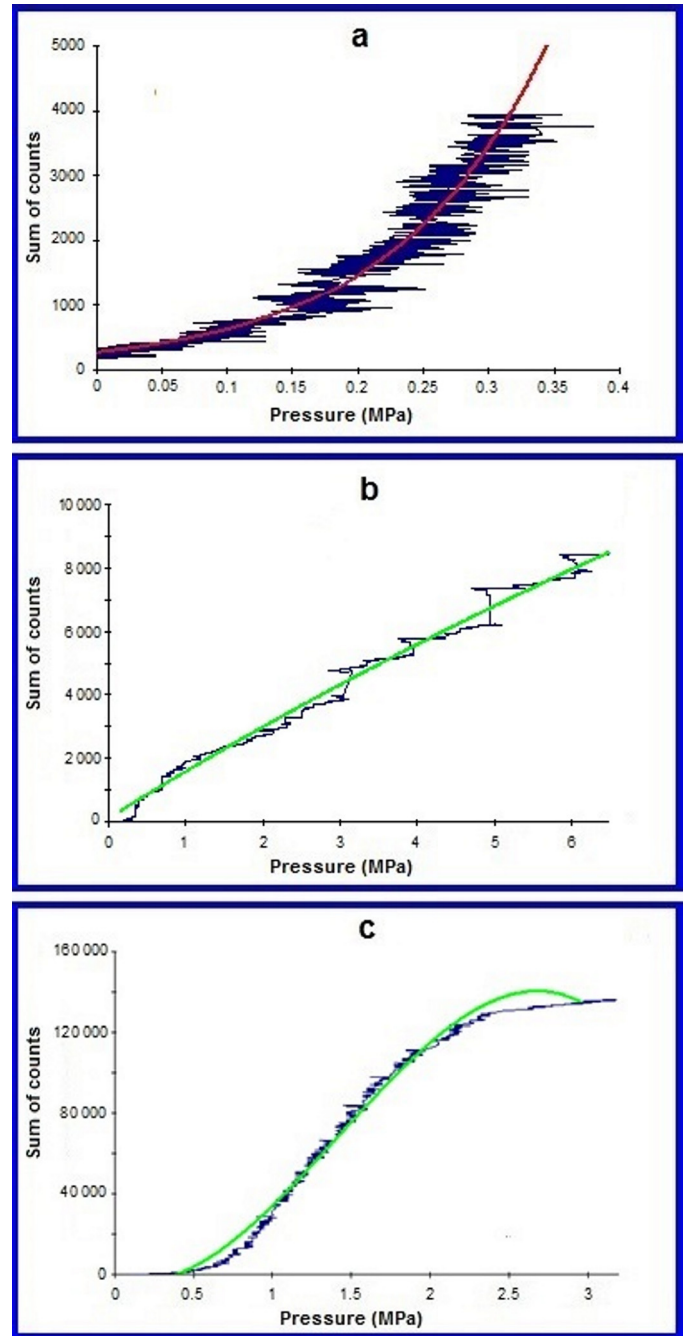 a
5000
4000
3000
2000
1000
0
Sum of counts
0 0.05 0.1 0.15 0.2 0.25 0.3 0.35 0.4
Pressure (MPa)
b
10 000
8 000
6 000
4 000
2 000
0
Sum of counts
0 1 2 3 4 5 6
Pressure (MPa)
c
160 000
120 000
80 000
40 000
0
Sum of counts
0 0.5 1 1.5 2 2.5 3
Pressure (MPa)